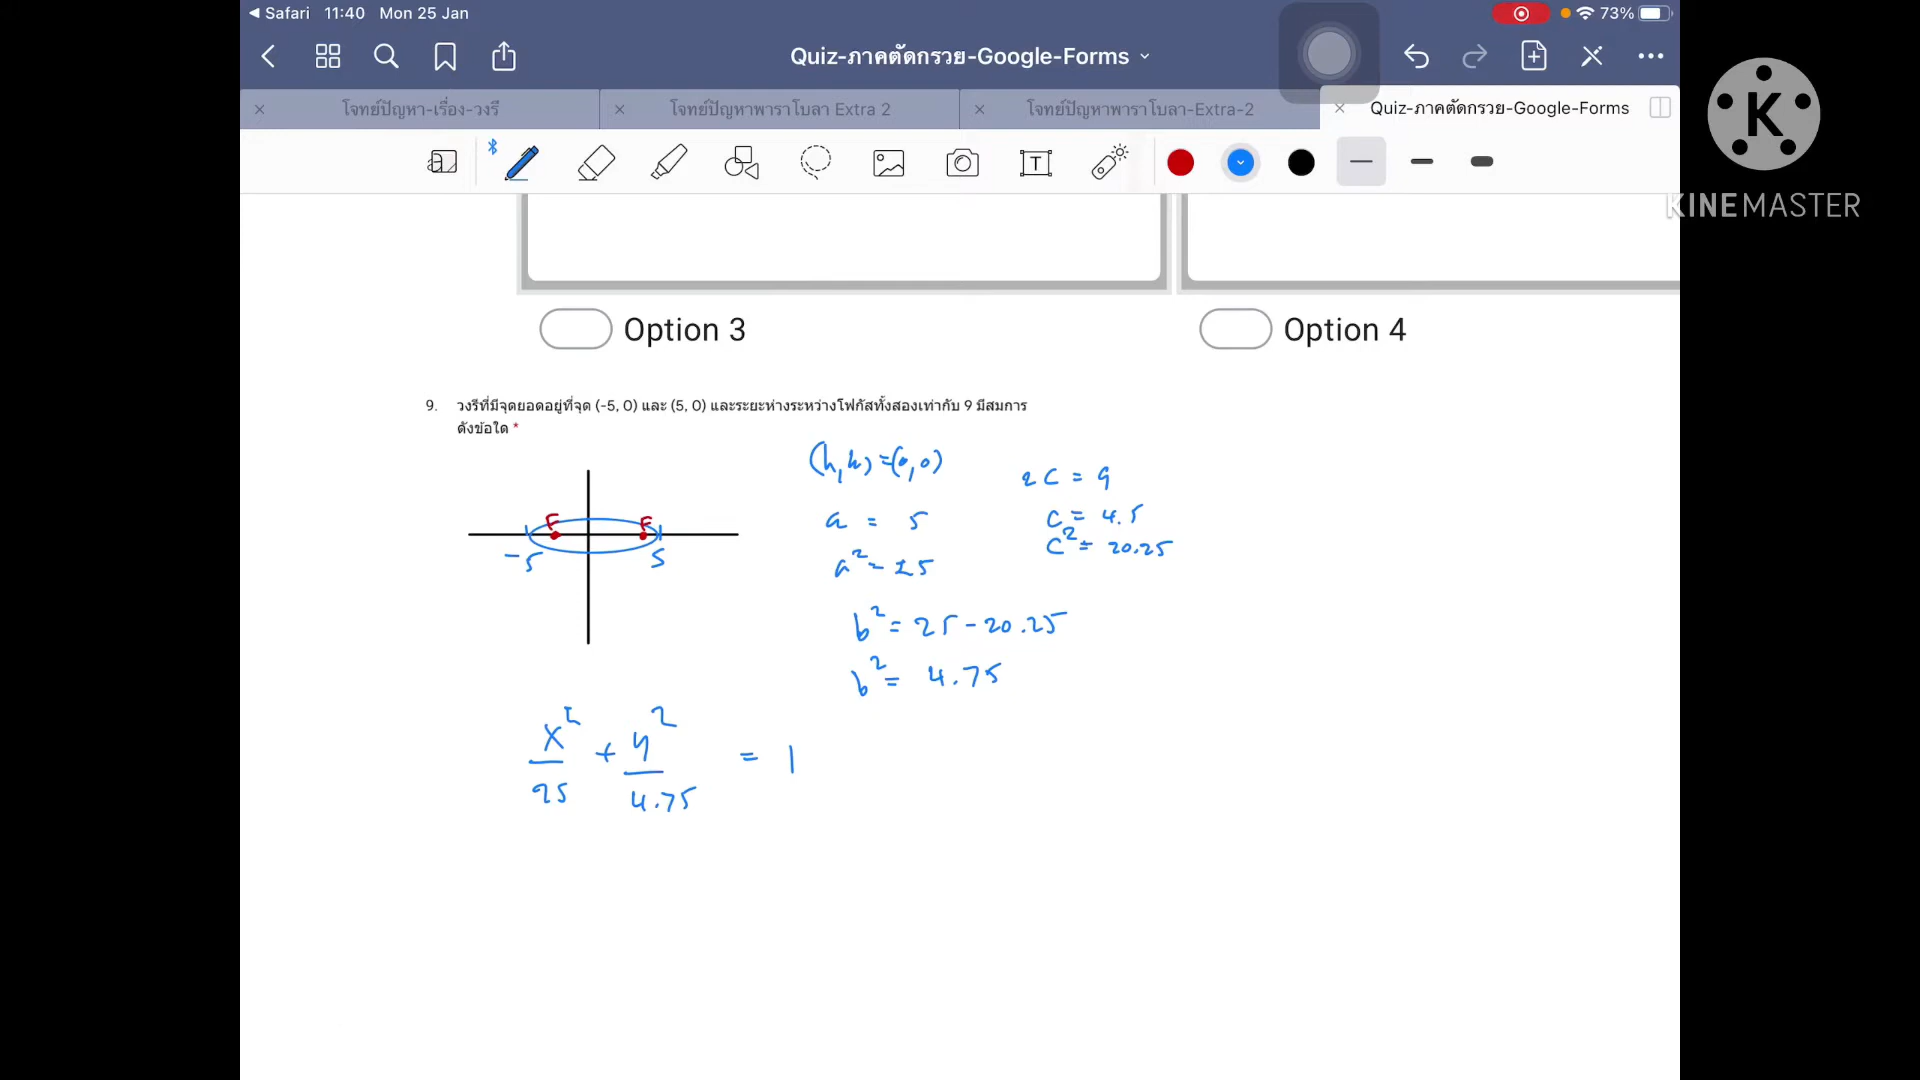 Safari 11:40 Mon 25 Jan 73%
Quiz-ภาคตัดกรวย-Google-Forms
โจทย์ปัญหา-เรื่อง-วงรี โจทย์ปัญหาพาราโบลา Extra 2 โจทย์ปัญหาพาราโบลา-Extra-2 Quiz-ภาคตัดกรวย-Google-Forms
T
K
KINEMASTER
Option 3 Option 4
9. วงรีที่มีจุดยอดอยู่ที่จุด (-5, 0) และ (5, 0) และระยะห่างระหว่างโฟกัสทั้งสองเท่ากับ 9 มีสมการ
ดังข้อใด *
(h,k) = (0,0)
2C = 9
a = 5
C = 4.5
C² = 20.25
a² = 25
F F
-5 5
b² = 25 - 20.25
b² = 4.75
x²/25 + y²/4.75 = 1